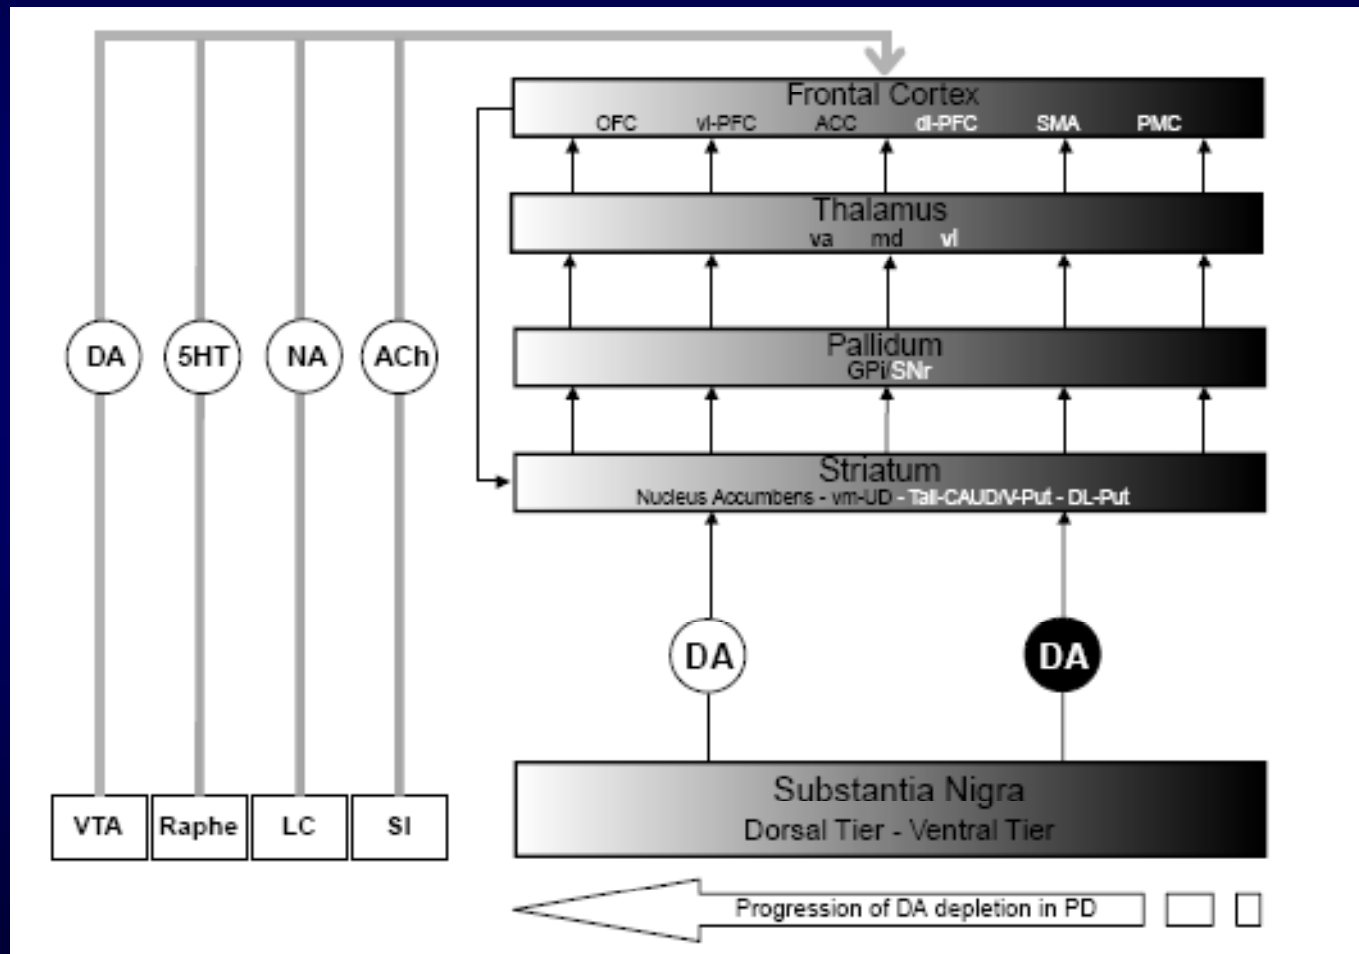 Frontal Cortex
OFC vl-PFC ACC dl-PFC SMA PMC
Thalamus
va md vl
DA 5HT NA ACh
Pallidum
GPi/SNr
Striatum
Nucleus Accumbens - vm-UD - Tail-CAUD/V-Put - DL-Put
DA DA
VTA Raphe LC SI
Substantia Nigra
Dorsal Tier - Ventral Tier
Progression of DA depletion in PD